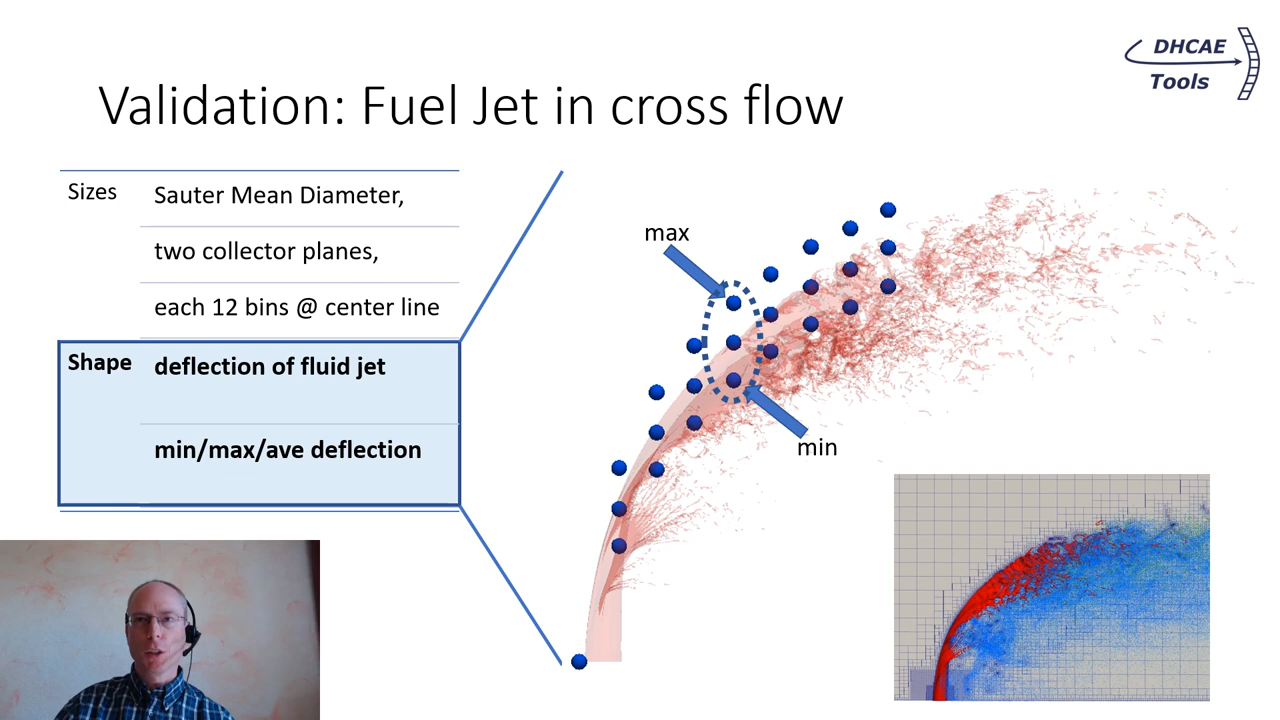 DHCAE
Tools
Validation: Fuel Jet in cross flow
Sizes
Sauter Mean Diameter,
two collector planes,
each 12 bins @ center line
Shape
deflection of fluid jet
min/max/ave deflection
max
min